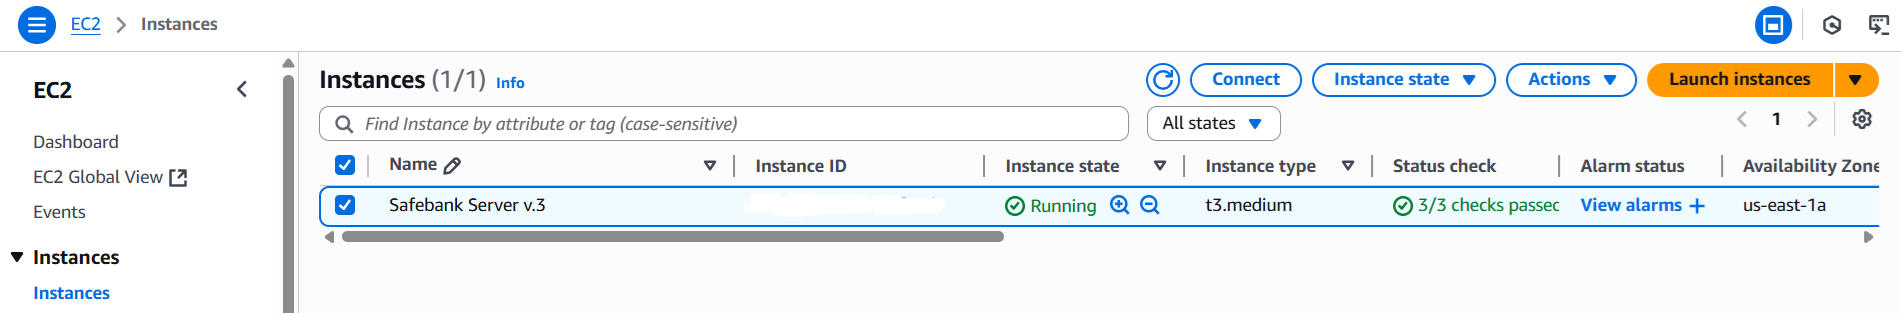 EC2 > Instances
EC2
Dashboard
EC2 Global View
Events
Instances
Instances
Instances (1/1) Info
Connect
Instance state
Actions
Launch instances
Find Instance by attribute or tag (case-sensitive)
All states
1
Name Instance ID Instance state Instance type Status check Alarm status Availability Zone
Safebank Server v.3 Running t3.medium 3/3 checks passed View alarms + us-east-1a